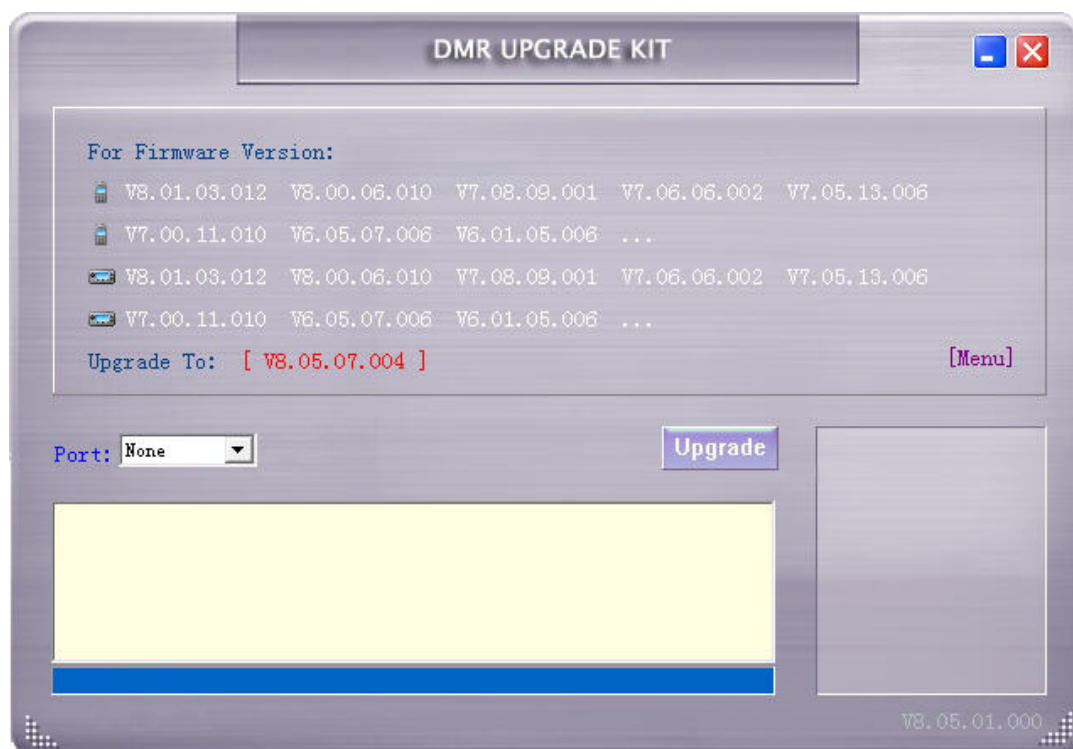 DMR UPGRADE KIT
For Firmware Version:
V8.01.03.012 V8.00.06.010 V7.08.09.001 V7.06.06.002 V7.05.13.006
V7.00.11.010 V6.05.07.006 V6.01.05.006 ...
V8.01.03.012 V8.00.06.010 V7.08.09.001 V7.06.06.002 V7.05.13.006
V7.00.11.010 V6.05.07.006 V6.01.05.006 ...
Upgrade To: [ V8.05.07.004 ] [Menu]
Port: None Upgrade
V8.05.01.000